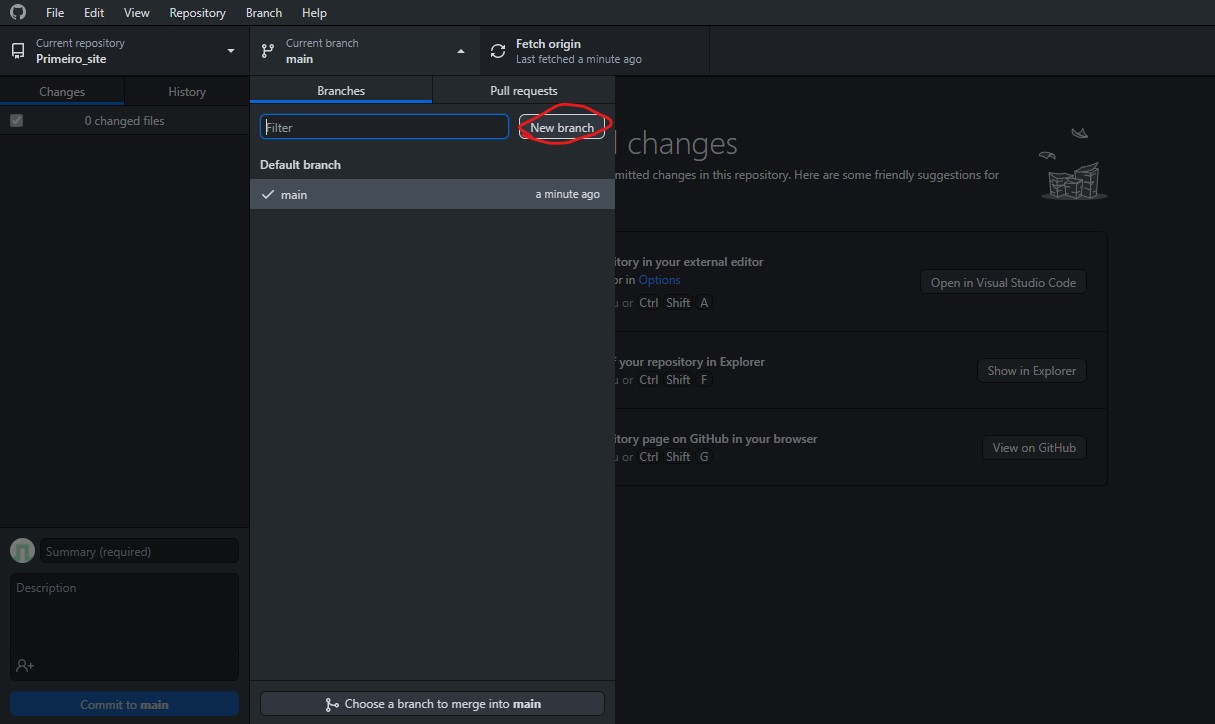 File Edit View Repository Branch Help
Current repository
Primeiro_site
Current branch
main
Fetch origin
Last fetched a minute ago
Changes History
0 changed files
Branches Pull requests
Filter New branch
Default branch
main a minute ago
changes
in this repository. Here are some friendly suggestions for
in your external editor
or in Options
or Ctrl Shift A
Open in Visual Studio Code
your repository in Explorer
or Ctrl Shift F
Show in Explorer
page on GitHub in your browser
or Ctrl Shift G
View on GitHub
Summary (required)
Description
Commit to main
Choose a branch to merge into main